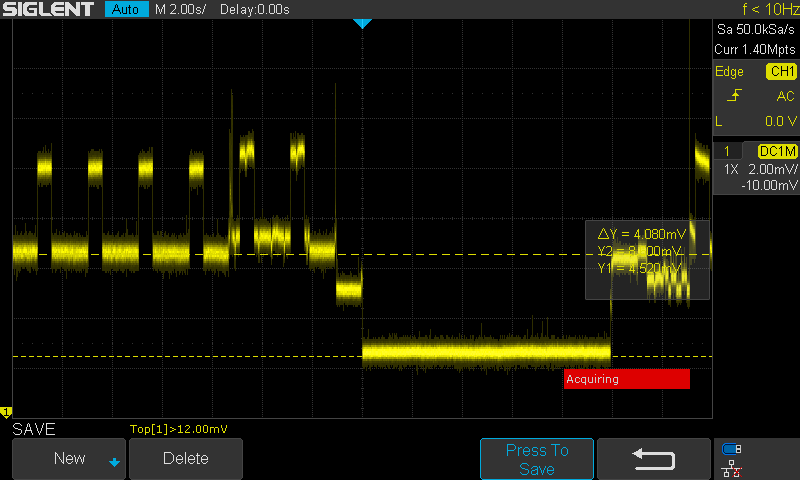 SIGLENT Auto M 2.00s/ Delay:0.00s f < 10Hz
Sa 50.0kSa/s
Curr 1.40Mpts
Edge CH1
AC
L 0.0 V
1 DC1M
1X 2.00mV/
-10.00mV
ΔY = 4.080mV
Y2 = 8.600mV
Y1 = 4.520mV
Acquiring
1
SAVE Top[1]>12.00mV
New Delete Press To Save